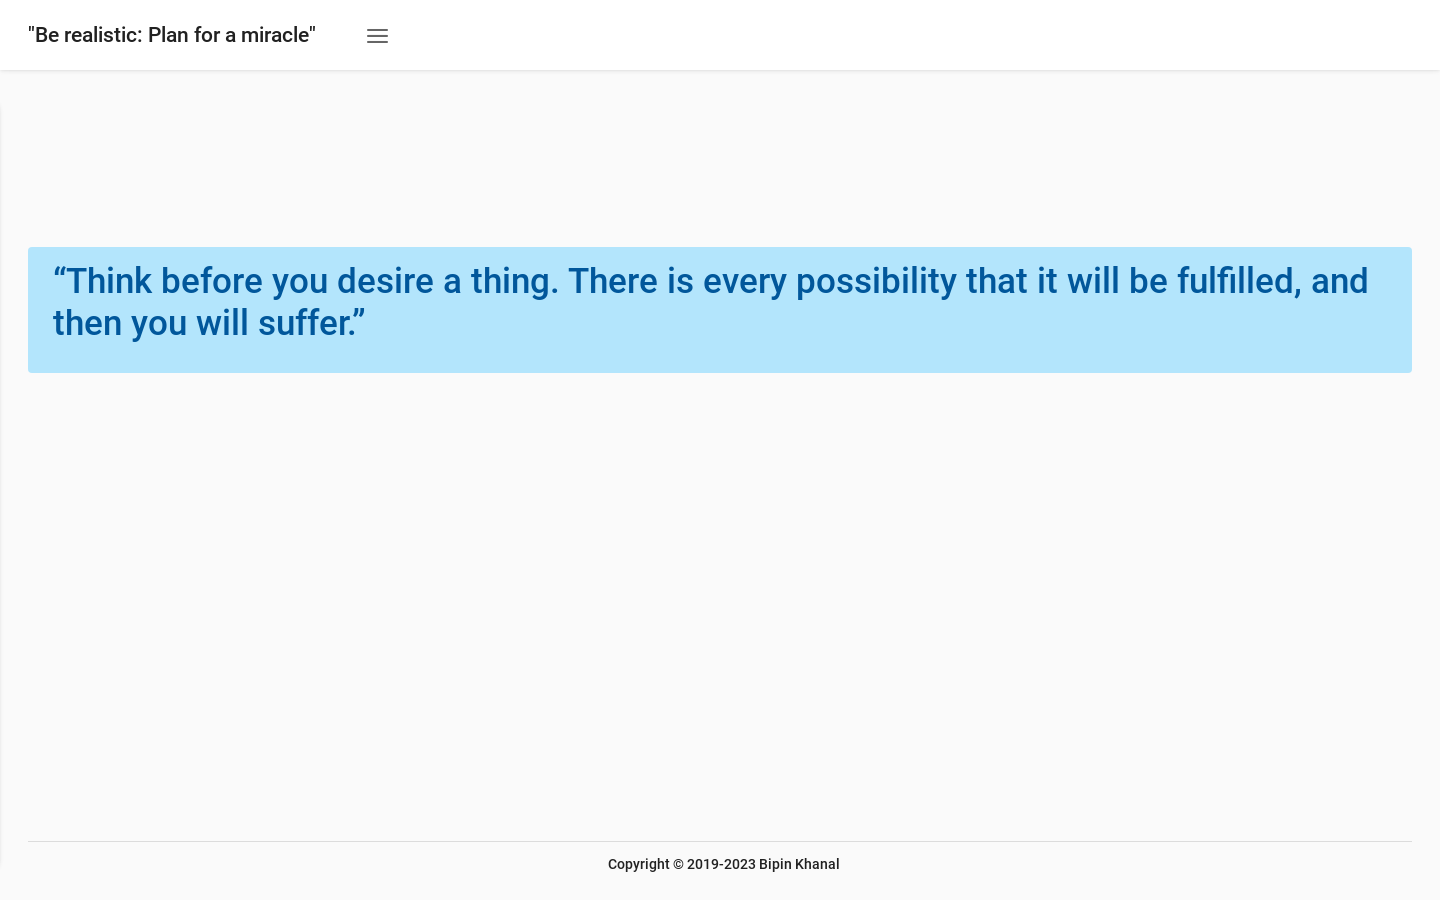 "Be realistic: Plan for a miracle"
“Think before you desire a thing. There is every possibility that it will be fulfilled, and
then you will suffer.”
Copyright © 2019-2023 Bipin Khanal